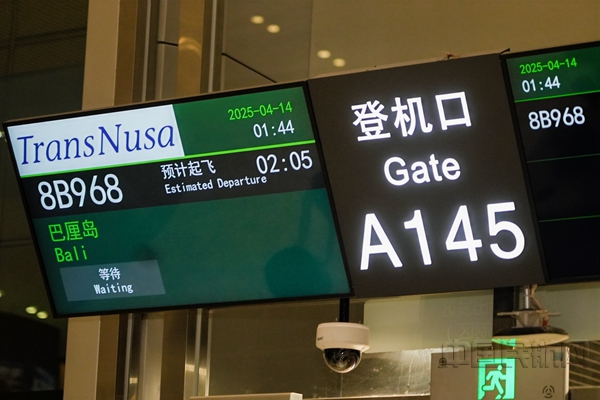 TransNusa
2025-04-14
01:44
8B968
预计起飞
Estimated Departure
02:05
巴厘岛
Bali
等待
Waiting
登机口
Gate
A145
2025-04-14
01:44
8B968